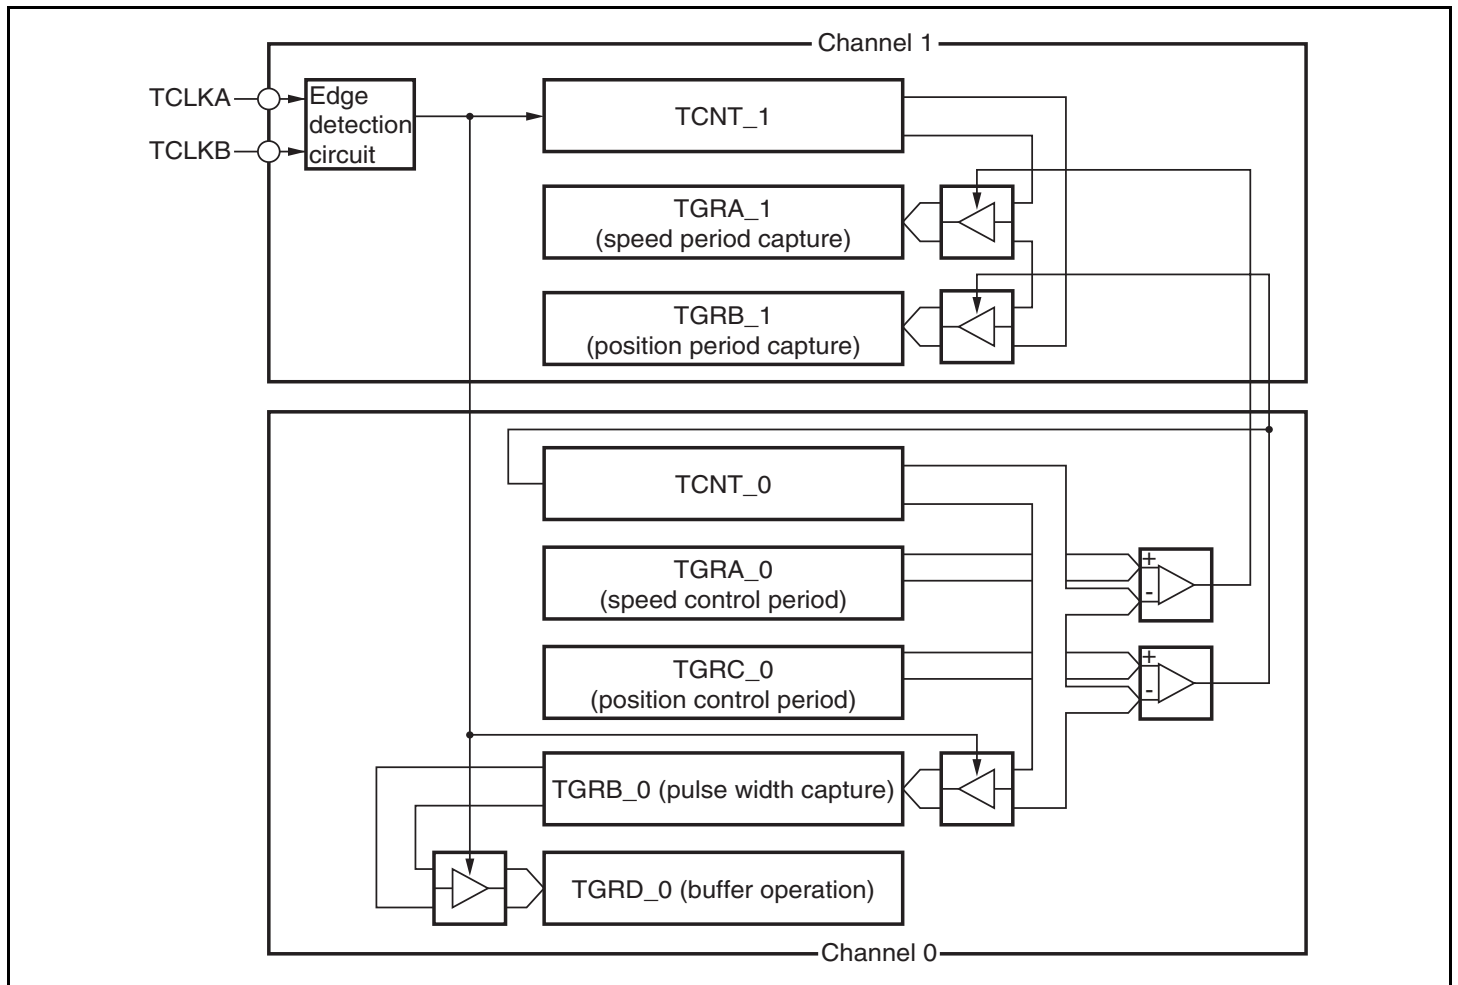 Channel 1
TCLKA
TCLKB
Edge
detection
circuit
TCNT_1
TGRA_1
(speed period capture)
TGRB_1
(position period capture)
TCNT_0
TGRA_0
(speed control period)
+
-
TGRC_0
(position control period)
+
-
TGRB_0 (pulse width capture)
TGRD_0 (buffer operation)
Channel 0